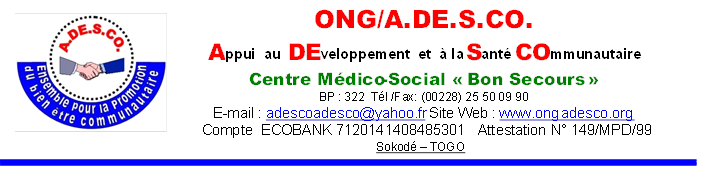 A.DE.S.CO.
Ensemble pour la Promotion
du bien être communautaire
ONG/A.DE.S.CO.
Appui au DEveloppement et à la Santé COmmunautaire
Centre Médico-Social « Bon Secours »
BP : 322 Tél /Fax: (00228) 25 50 09 90
E-mail : adescoadesco@yahoo.fr Site Web : www.ongadesco.org
Compte ECOBANK 7120141408485301 Attestation N° 149/MPD/99
Sokodé – TOGO